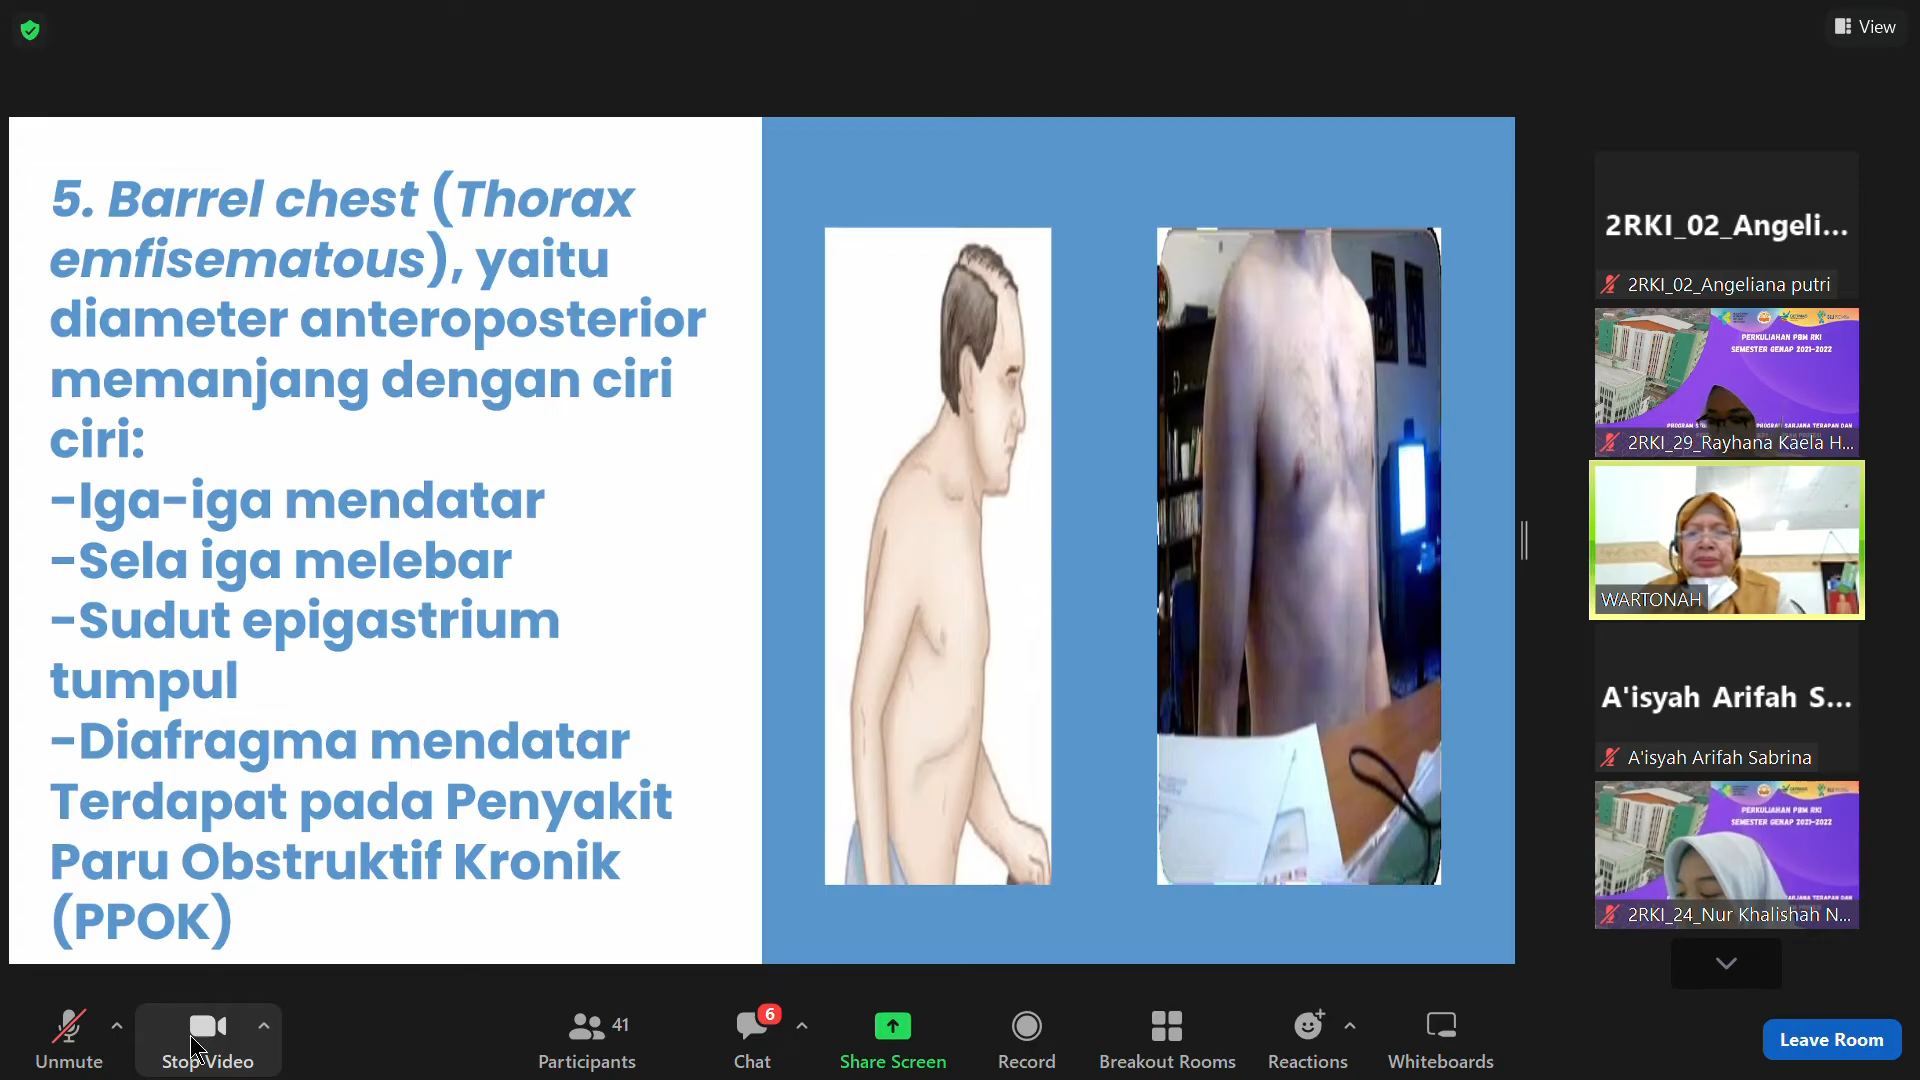 View
5. Barrel chest (Thorax
emfisematous), yaitu
diameter anteroposterior
memanjang dengan ciri
ciri:
-Iga-iga mendatar
-Sela iga melebar
-Sudut epigastrium
tumpul
-Diafragma mendatar
Terdapat pada Penyakit
Paru Obstruktif Kronik
(PPOK)
2RKI_02_Angeli...
2RKI_02_Angeliana putri
PERKULIAHAN PBM RKI
SEMESTER GENAP 2021-2022
2RKI_29_Rayhana Kaela H...
WARTONAH
A'isyah Arifah S...
A'isyah Arifah Sabrina
PERKULIAHAN PBM RKI
SEMESTER GENAP 2021-2022
2RKI_24_Nur Khalishah N...
Unmute
Stop Video
41
Participants
6
Chat
Share Screen
Record
Breakout Rooms
Reactions
Whiteboards
Leave Room